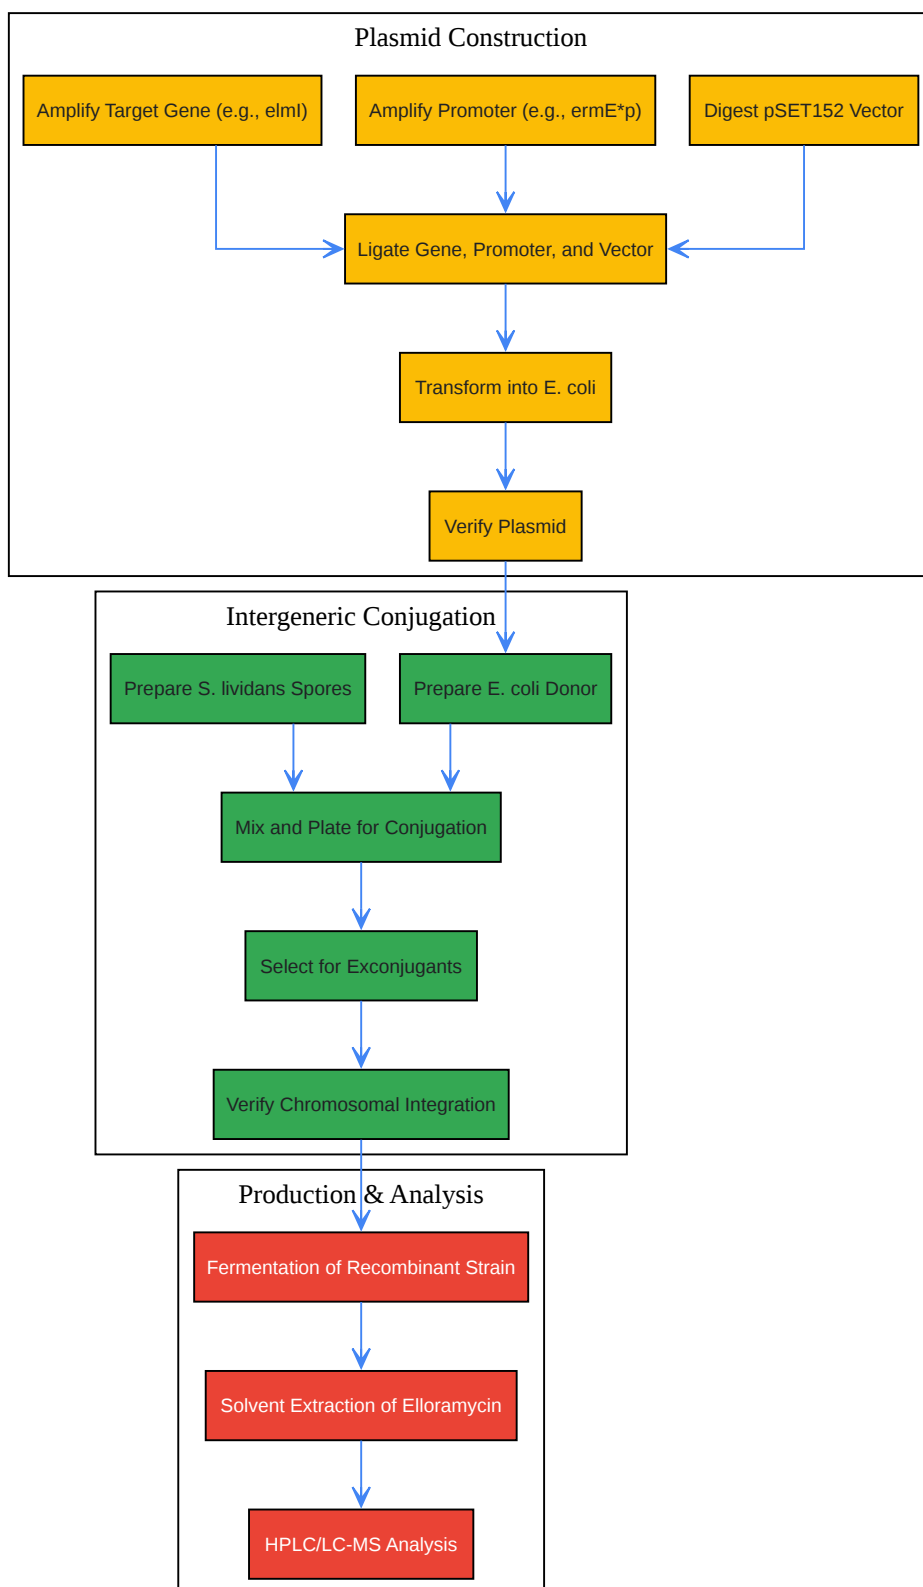 Plasmid Construction
Amplify Target Gene (e.g., elmI)
Amplify Promoter (e.g., ermE*p)
Digest pSET152 Vector
Ligate Gene, Promoter, and Vector
Transform into E. coli
Verify Plasmid
Intergeneric Conjugation
Prepare S. lividans Spores
Prepare E. coli Donor
Mix and Plate for Conjugation
Select for Exconjugants
Verify Chromosomal Integration
Production & Analysis
Fermentation of Recombinant Strain
Solvent Extraction of Elloramycin
HPLC/LC-MS Analysis